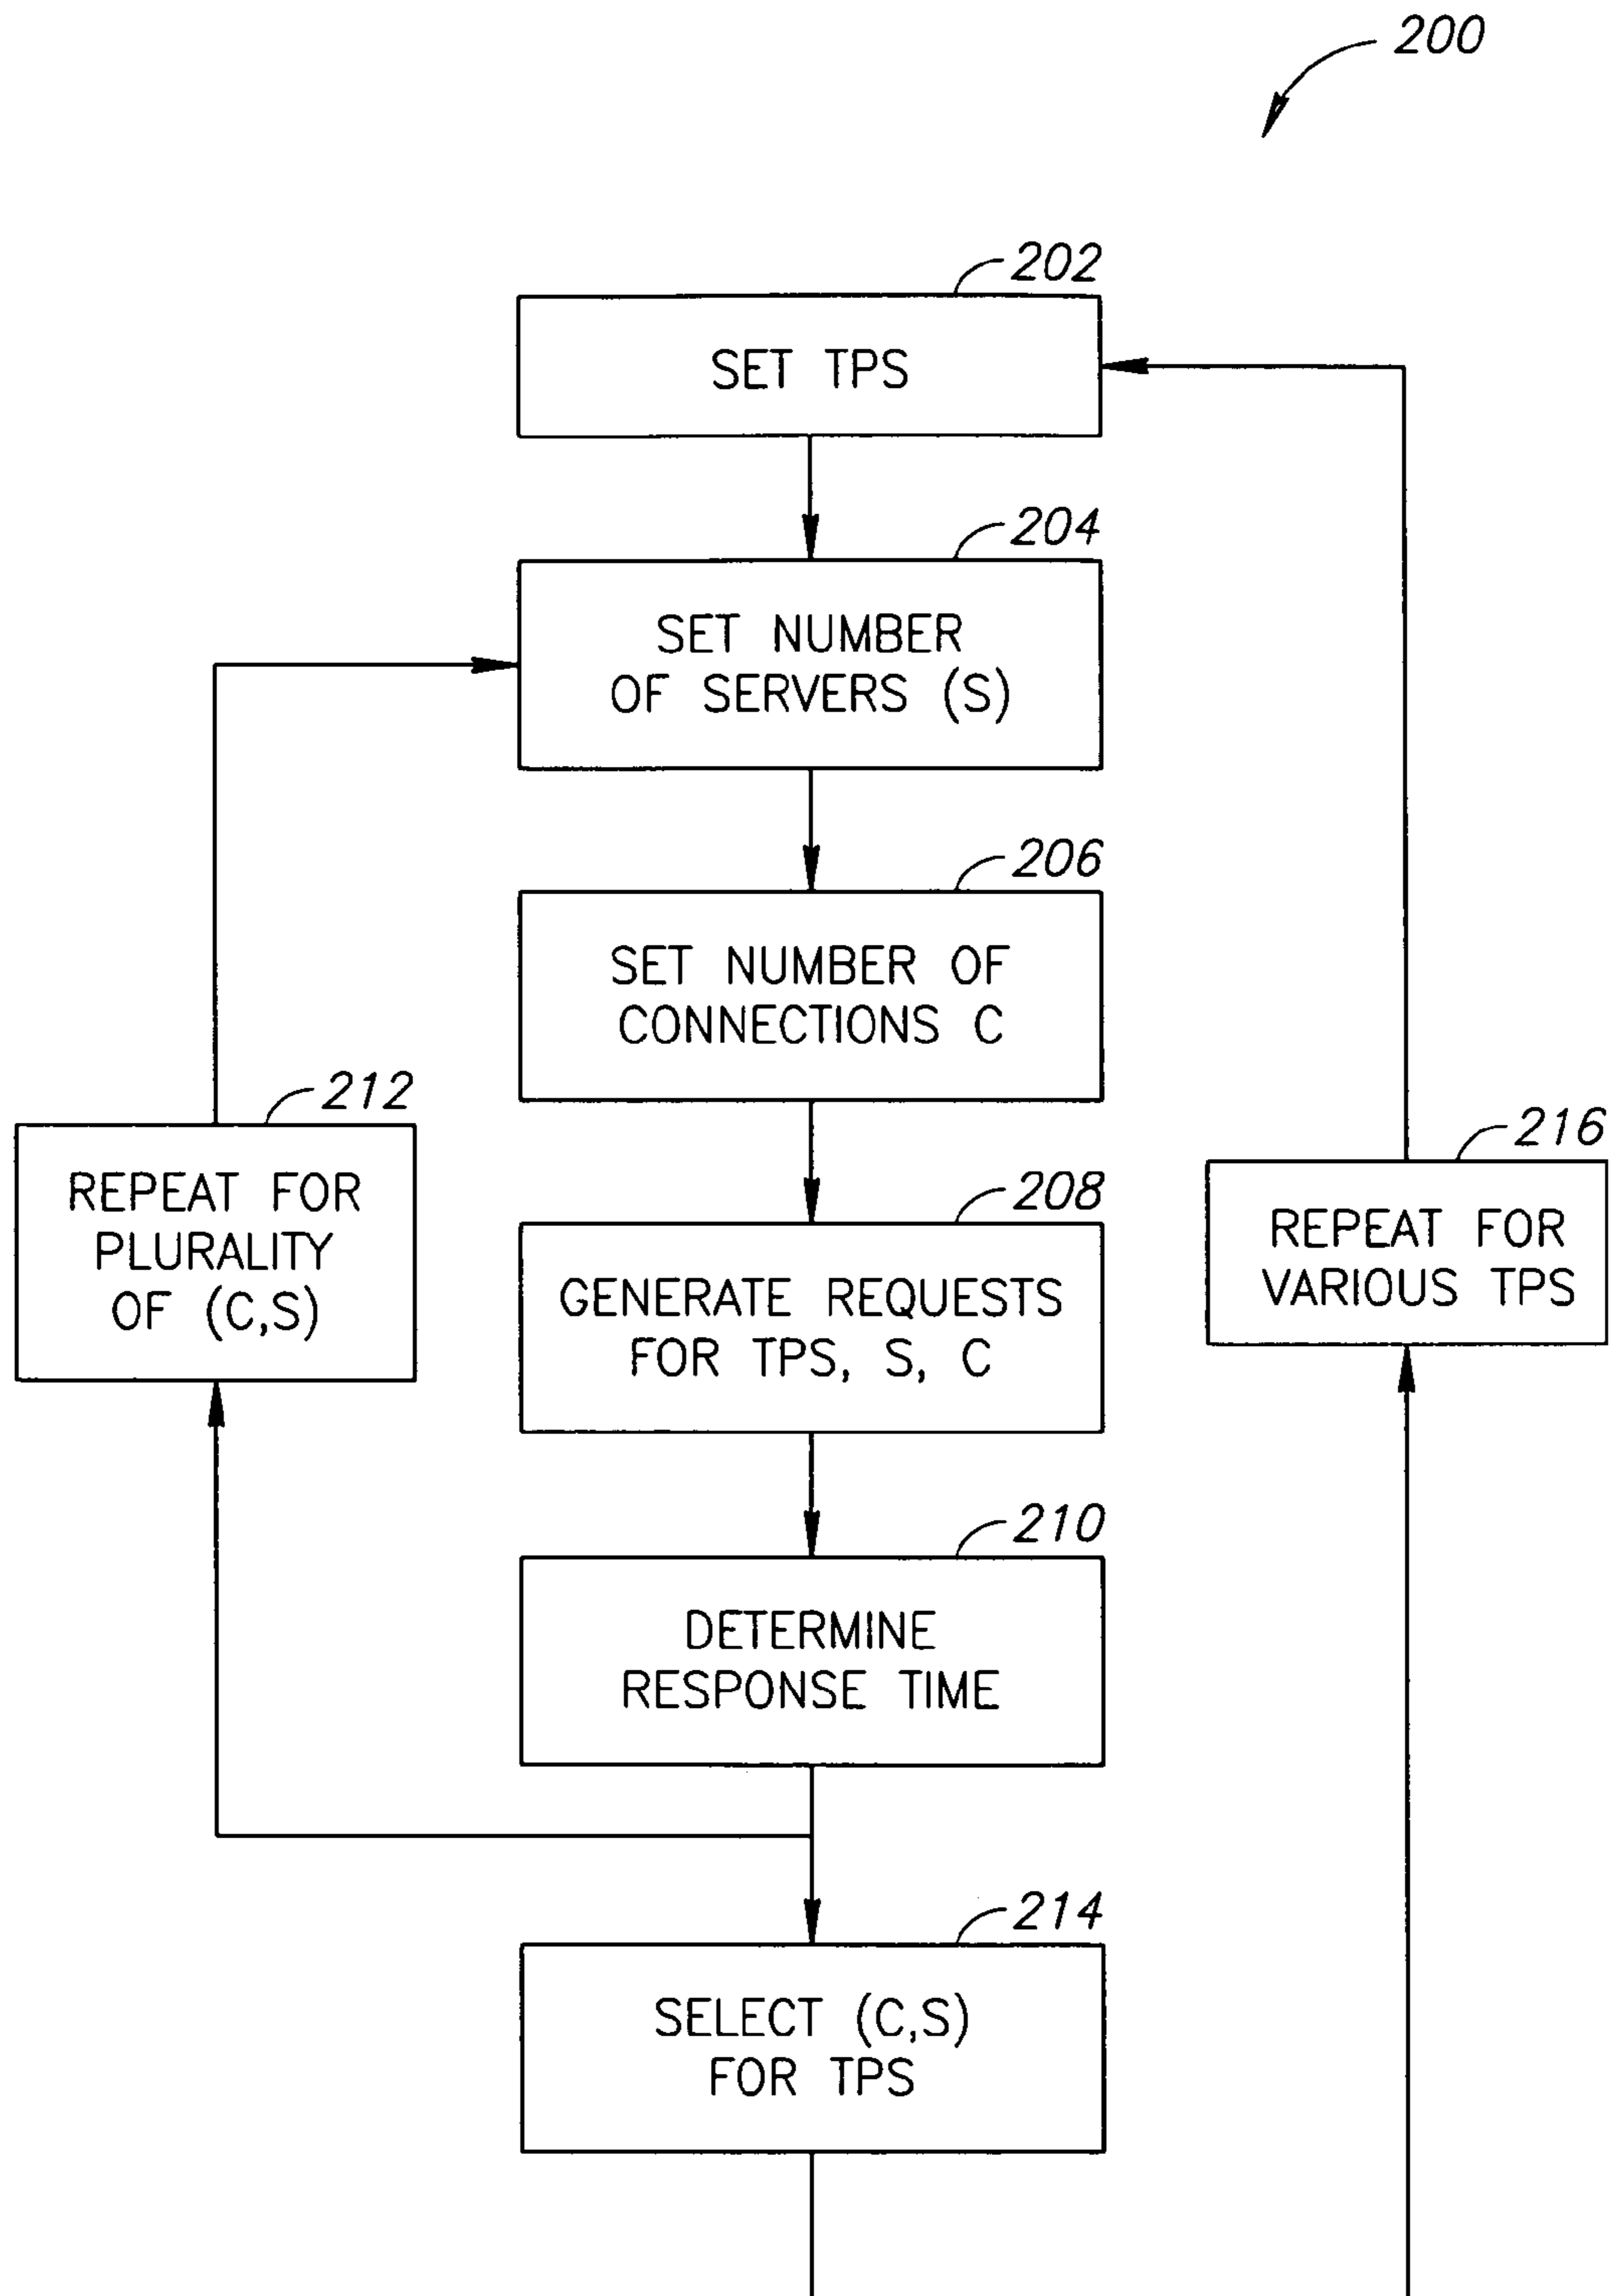 200
202
SET TPS
204
SET NUMBER
OF SERVERS (S)
206
SET NUMBER OF
CONNECTIONS C
212
REPEAT FOR
PLURALITY
OF (C,S)
216
REPEAT FOR
VARIOUS TPS
208
GENERATE REQUESTS
FOR TPS, S, C
210
DETERMINE
RESPONSE TIME
214
SELECT (C,S)
FOR TPS